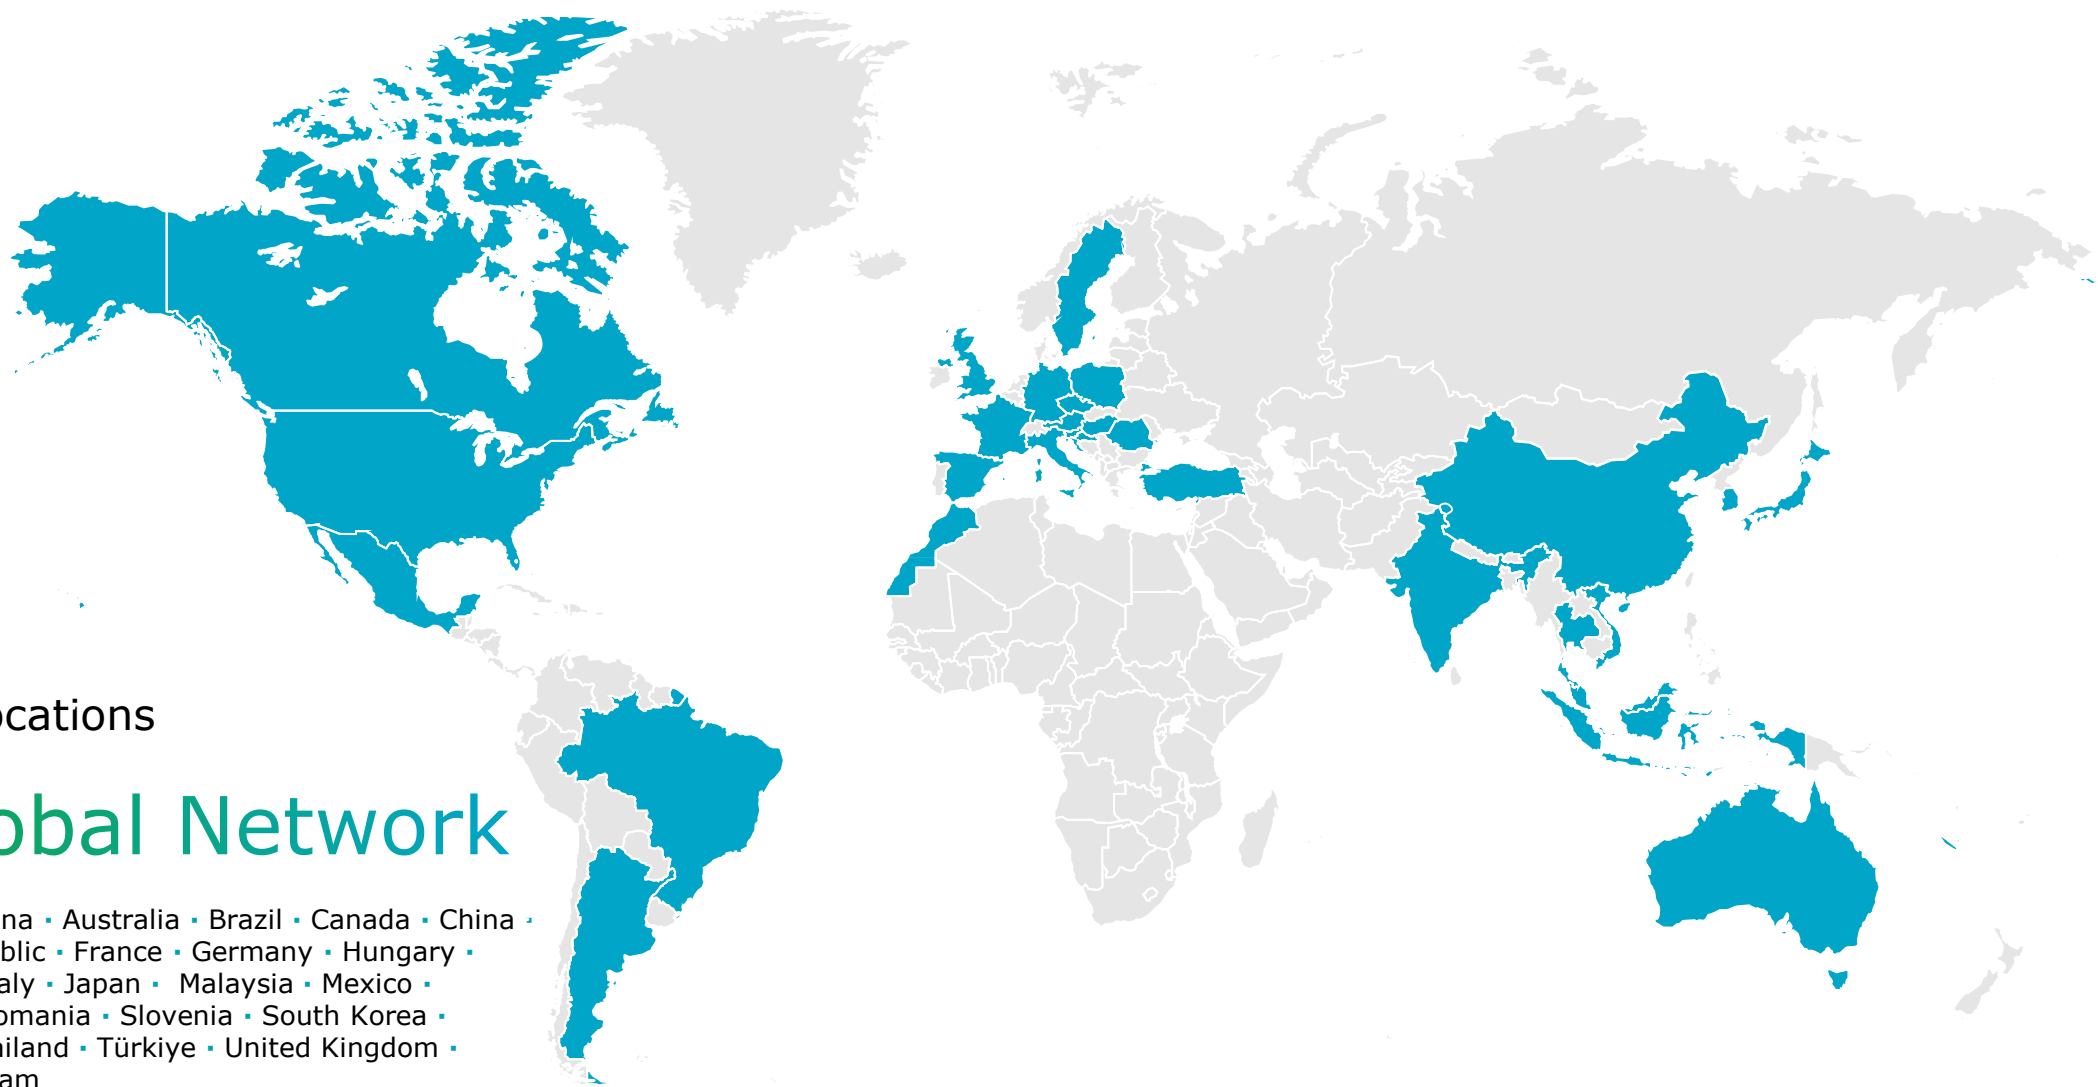 ocations
obal Network
na · Australia · Brazil · Canada · China ·
blic · France · Germany · Hungary ·
aly · Japan · Malaysia · Mexico ·
omania · Slovenia · South Korea ·
ailand · Türkiye · United Kingdom ·
am